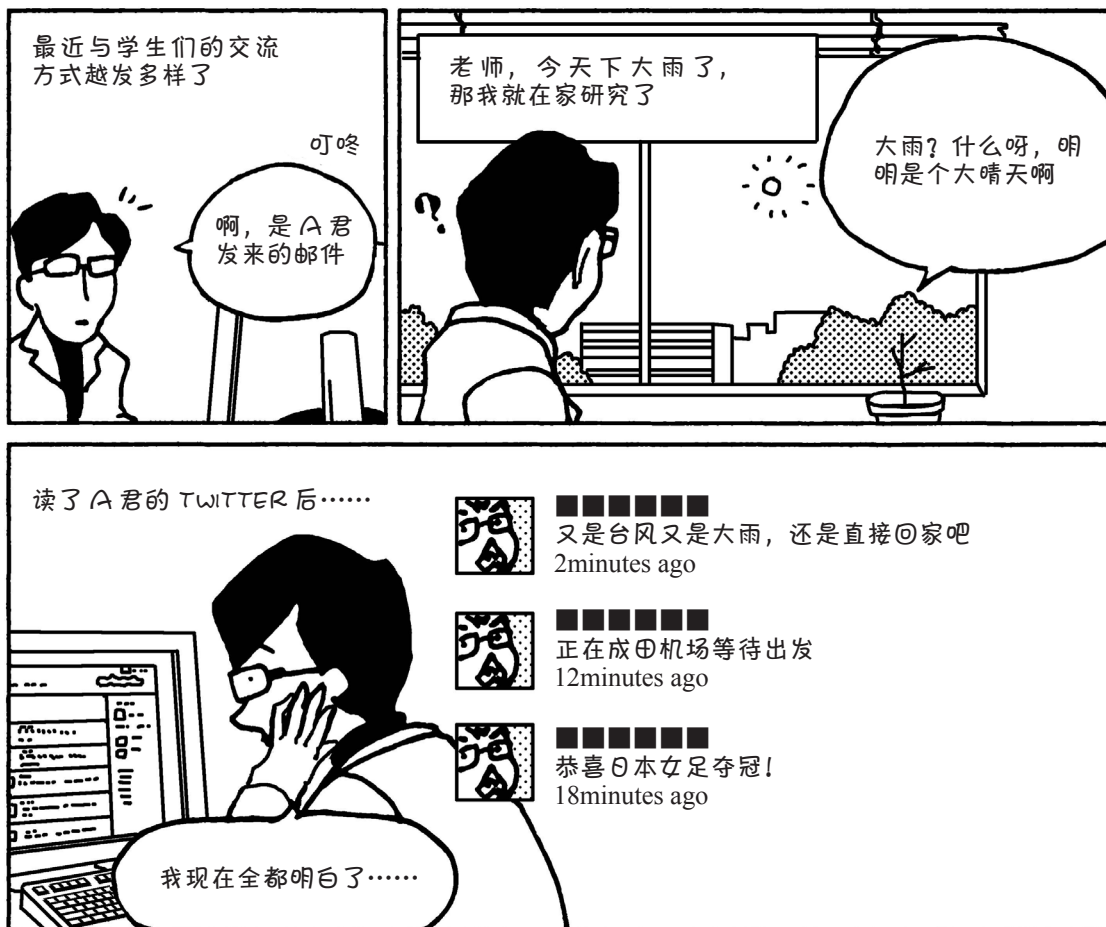 最近与学生们的交流
方式越发多样了
叮咚
啊，是A君
发来的邮件
老师，今天下大雨了，
那我就在家研究了
大雨？什么呀，明
明是个大晴天啊
读了A君的TWITTER后……
■■■■■■
又是台风又是大雨，还是直接回家吧
2minutes ago
■■■■■■
正在成田机场等待出发
12minutes ago
■■■■■■
恭喜日本女足夺冠！
18minutes ago
我现在全都明白了……